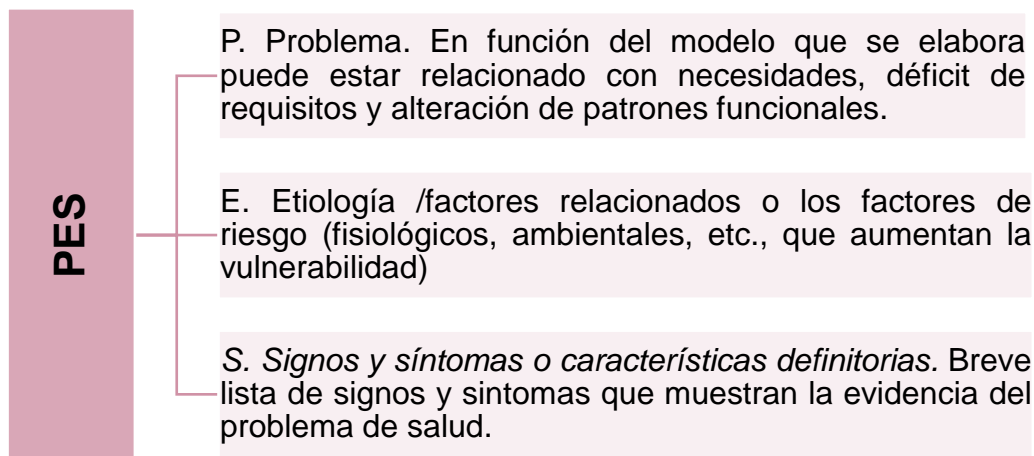 PES
P. Problema. En función del modelo que se elabora
puede estar relacionado con necesidades, déficit de
requisitos y alteración de patrones funcionales.
E. Etiología /factores relacionados o los factores de
riesgo (fisiológicos, ambientales, etc., que aumentan la
vulnerabilidad)
S. Signos y síntomas o características definitorias. Breve
lista de signos y sintomas que muestran la evidencia del
problema de salud.